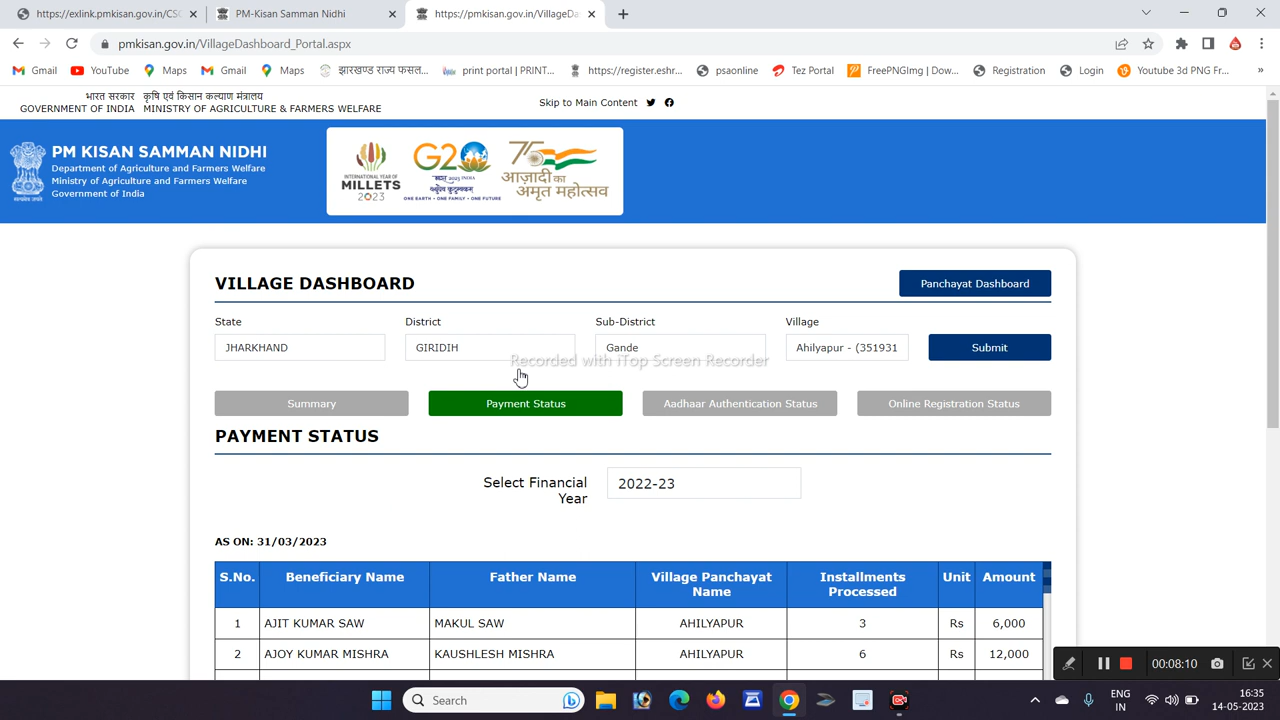 https://exlink.pmkisan.gov.in/CSC
PM-Kisan Samman Nidhi
https://pmkisan.gov.in/VillageDas
pmkisan.gov.in/VillageDashboard_Portal.aspx
Gmail
YouTube
Maps
Gmail
Maps
झारखण्ड राज्य फसल...
print portal | PRINT...
https://register.eshr...
psaonline
Tez Portal
FreePNGImg | Dow...
Registration
Login
Youtube 3d PNG Fr...
भारत सरकार कृषि एवं किसान कल्याण मंत्रालय
GOVERNMENT OF INDIA MINISTRY OF AGRICULTURE & FARMERS WELFARE
Skip to Main Content
PM KISAN SAMMAN NIDHI
Department of Agriculture and Farmers Welfare
Ministry of Agriculture and Farmers Welfare
Government of India
INTERNATIONAL YEAR OF
MILLETS
2023
G20
वसुधैव कुटुम्बकम्
ONE EARTH • ONE FAMILY • ONE FUTURE
75
आज़ादी का
अमृत महोत्सव
VILLAGE DASHBOARD
Panchayat Dashboard
State
District
Sub-District
Village
JHARKHAND
GIRIDIH
Gande
Ahilyapur - (351931
Submit
Recorded with iTop Screen Recorder
Summary
Payment Status
Aadhaar Authentication Status
Online Registration Status
PAYMENT STATUS
Select Financial
Year
2022-23
AS ON: 31/03/2023
S.No. Beneficiary Name Father Name Village Panchayat Name Installments Processed Unit Amount
1 AJIT KUMAR SAW MAKUL SAW AHILYAPUR 3 Rs 6,000
2 AJOY KUMAR MISHRA KAUSHLESH MISHRA AHILYAPUR 6 Rs 12,000
00:08:10
Search
ENG
IN
16:35
14-05-2023